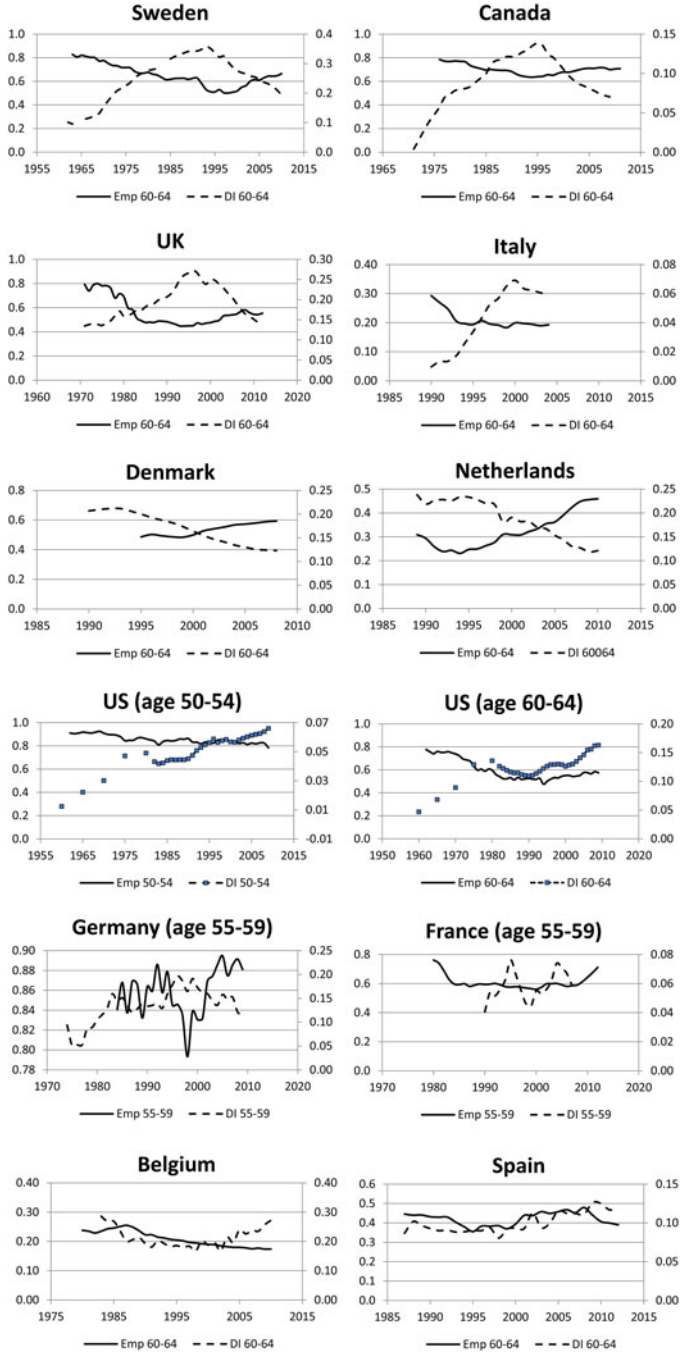 Sweden
1.0 0.8 0.6 0.4 0.2 0.0
0.4 0.3 0.2 0.1 0.0
1955 1965 1975 1985 1995 2005 2015
Emp 60-64 DI 60-64
Canada
1.0 0.8 0.6 0.4 0.2 0.0
0.15 0.10 0.05 0.00
1965 1975 1985 1995 2005 2015
Emp 60-64 DI 60-64
UK
1.0 0.8 0.6 0.4 0.2 0.0
0.30 0.25 0.20 0.15 0.10 0.05 0.00
1960 1970 1980 1990 2000 2010 2020
Emp 60-64 DI 60-64
Italy
0.40 0.30 0.20 0.10 0.00
0.08 0.06 0.04 0.02 0.00
1985 1990 1995 2000 2005 2010 2015
Emp 60-64 DI 60-64
Denmark
0.8 0.6 0.4 0.2 0.0
0.25 0.20 0.15 0.10 0.05 0.00
1985 1990 1995 2000 2005 2010
Emp 60-64 DI 60-64
Netherlands
0.5 0.4 0.3 0.2 0.1 0.0
0.25 0.20 0.15 0.10 0.05 0.00
1985 1990 1995 2000 2005 2010 2015
Emp 60-64 DI 60064
US (age 50-54)
1.0 0.8 0.6 0.4 0.2 0.0
0.07 0.05 0.03 0.01 -0.01
1955 1965 1975 1985 1995 2005 2015
Emp 50-54 DI 50-54
US (age 60-64)
1.0 0.8 0.6 0.4 0.2 0.0
0.20 0.15 0.10 0.05 0.00
1950 1960 1970 1980 1990 2000 2010 2020
Emp 60-64 DI 60-64
Germany (age 55-59)
0.90 0.88 0.86 0.84 0.82 0.80 0.78
0.25 0.20 0.15 0.10 0.05 0.00
1970 1980 1990 2000 2010 2020
Emp 55-59 DI 55-59
France (age 55-59)
0.8 0.6 0.4 0.2 0.0
0.08 0.06 0.04 0.02 0.00
1970 1980 1990 2000 2010 2020
Emp 55-59 DI 55-59
Belgium
0.40 0.30 0.20 0.10 0.00
0.40 0.30 0.20 0.10 0.00
1975 1985 1995 2005 2015
Emp 60-64 DI 60-64
Spain
0.6 0.5 0.4 0.3 0.2 0.1 0.0
0.15 0.10 0.05 0.00
1985 1990 1995 2000 2005 2010 2015
Emp 60-64 DI 60-64